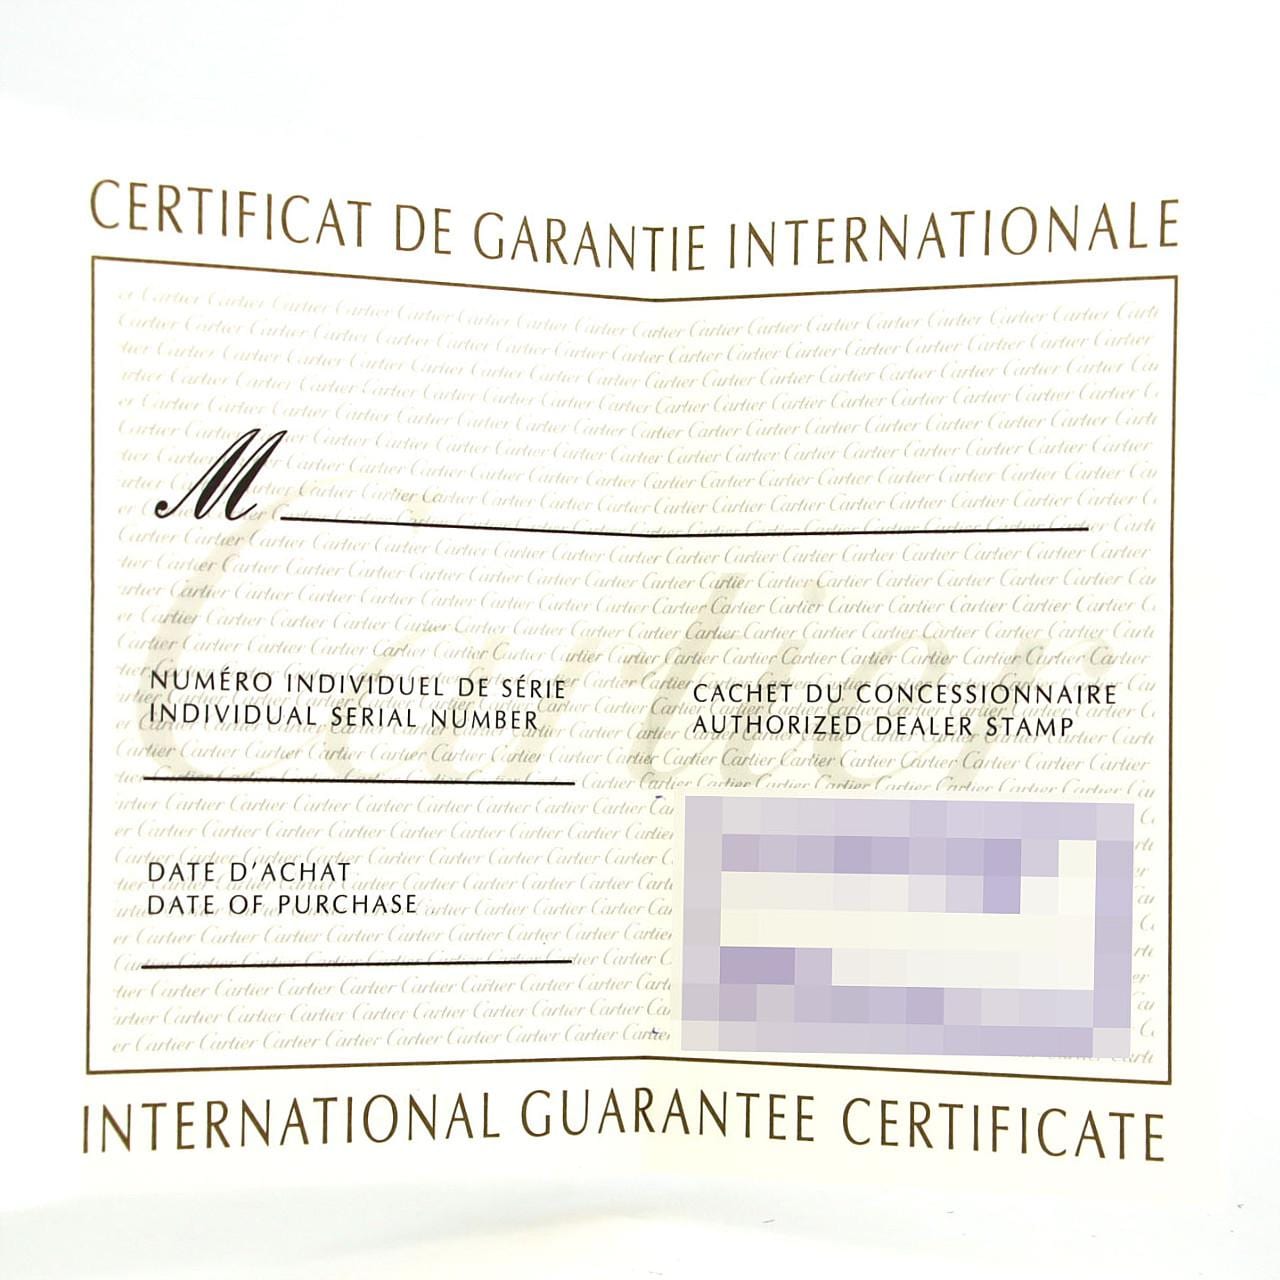 CERTIFICAT DE GARANTIE INTERNATIONALE
Cartier
M
NUMÉRO INDIVIDUEL DE SÉRIE
INDIVIDUAL SERIAL NUMBER
CACHET DU CONCESSIONNAIRE
AUTHORIZED DEALER STAMP
DATE D'ACHAT
DATE OF PURCHASE
INTERNATIONAL GUARANTEE CERTIFICATE